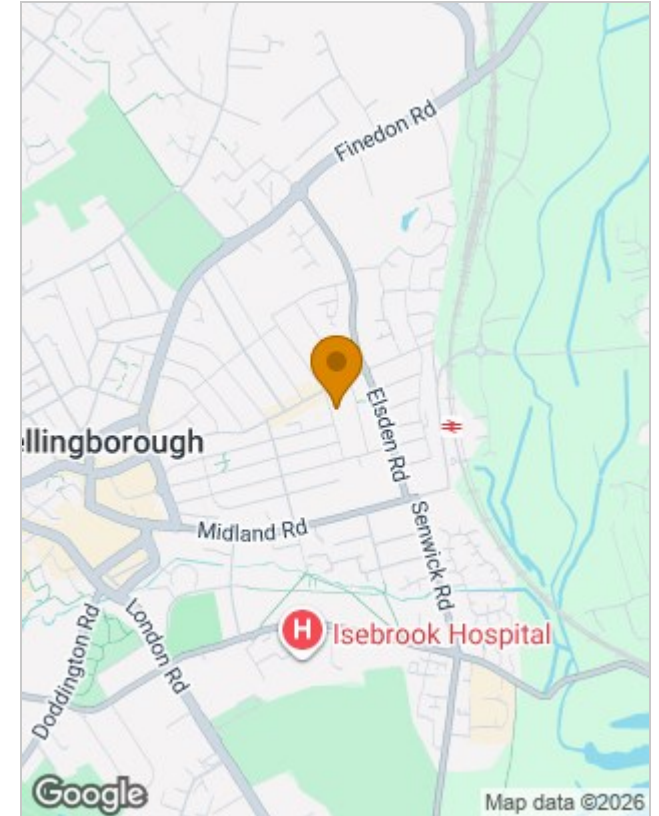 Finedon Rd
Elsden Rd
ellingborough
Midland Rd
Senwick Rd
H Isebrook Hospital
London Rd
Doddington Rd
Google
Map data ©2026